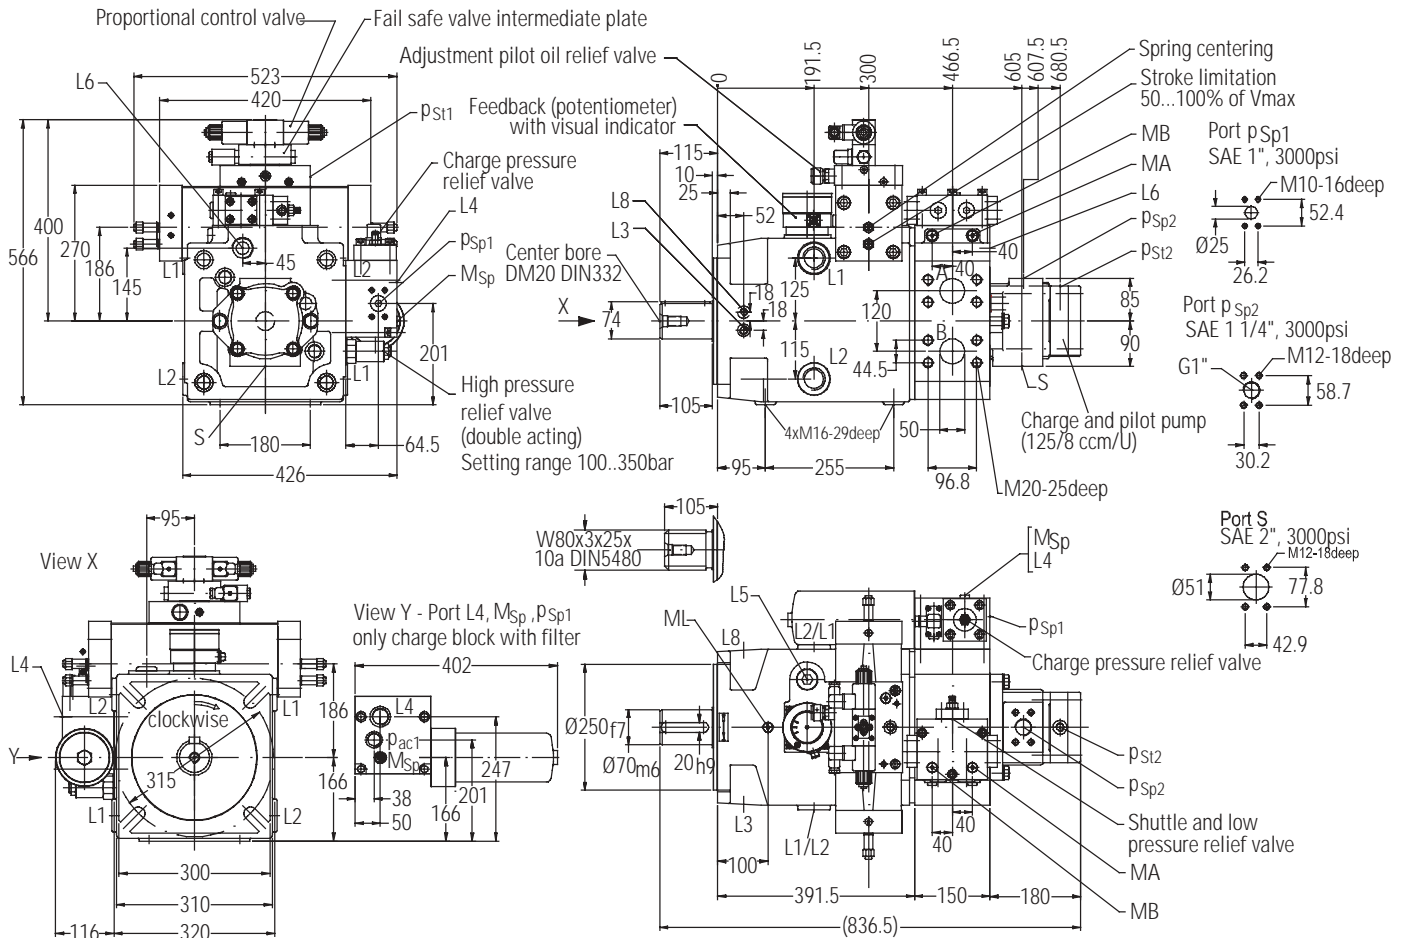 Proportional control valve
Fail safe valve intermediate plate
Adjustment pilot oil relief valve
L6
523
420
pSt1
Feedback (potentiometer)
with visual indicator
Charge pressure
relief valve
L4
pSp1
MSp
566
400
270
186
145
L1
45
L2
L2
L1
201
High pressure
relief valve
(double acting)
Setting range 100..350bar
S
180
64.5
426
0
191.5
300
466.5
605
607.5
680.5
Spring centering
Stroke limitation
50...100% of Vmax
MB
MA
L6
pSp2
pSt2
115
10
25
52
L8
L3
Center bore
DM20 DIN332
X
74
18
18
L1
125
120
115
L2
44.5
A
B
40
40
85
90
S
Charge and pilot pump
(125/8 ccm/U)
105
4xM16-29deep
50
95
255
96.8
M20-25deep
Port pSp1
SAE 1", 3000psi
M10-16deep
52.4
Ø25
26.2
Port pSp2
SAE 1 1/4", 3000psi
G1"
M12-18deep
58.7
30.2
Port S
SAE 2", 3000psi
M12-18deep
Ø51
77.8
42.9
View X
95
L4
L2
L1
clockwise
Y
315
L1
L2
186
166
300
310
116
320
View Y - Port L4, MSp ,pSp1
only charge block with filter
402
L4
pac1
MSp
38
50
166
201
247
105
W80x3x25x
10a DIN5480
MSp
L4
L5
ML
L8
L2/L1
pSp1
Charge pressure relief valve
Ø250f7
Ø70m6
20h9
L3
L1/L2
100
40
40
pSt2
pSp2
Shuttle and low
pressure relief valve
MA
MB
391.5
150
180
(836.5)